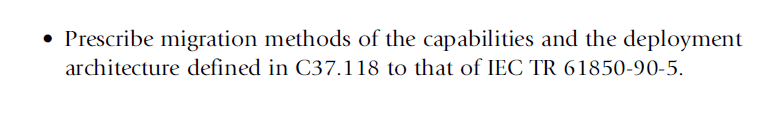 • Prescribe migration methods of the capabilities and the deployment
architecture defined in C37.118 to that of IEC TR 61850-90-5.